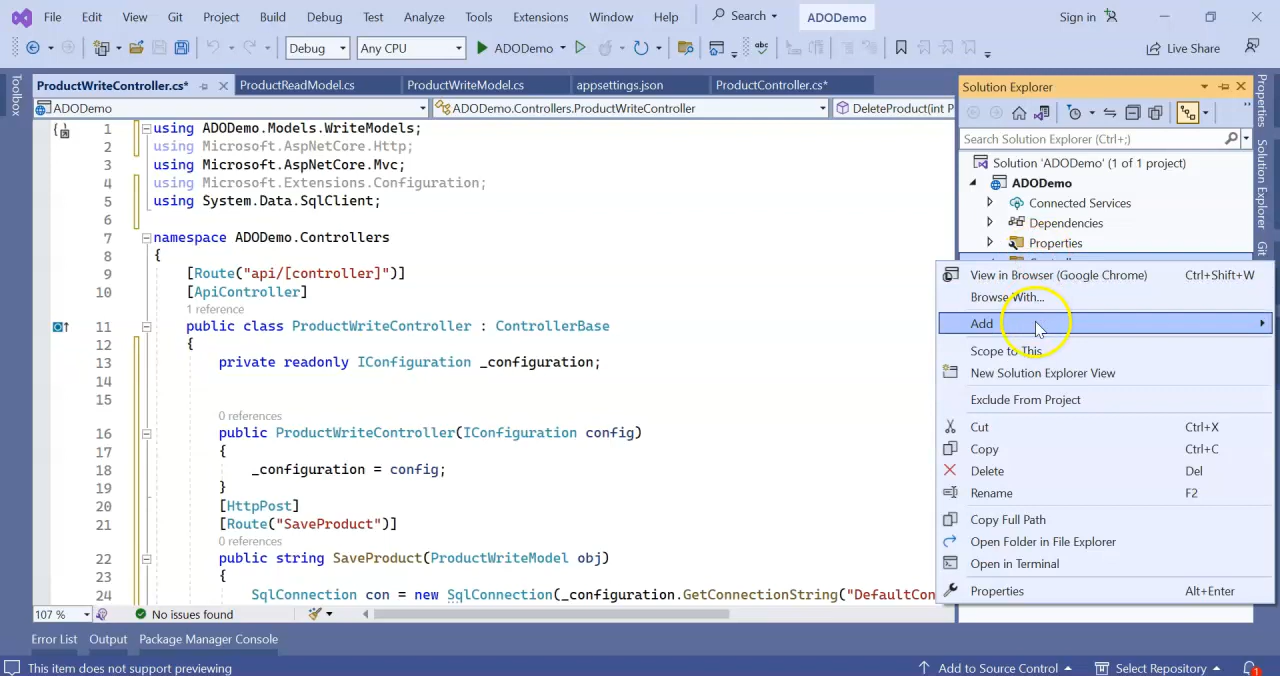 File Edit View Git Project Build Debug Test Analyze Tools Extensions Window Help Search ADODemo Sign in
Debug Any CPU ADODemo Live Share
ProductWriteController.cs* ProductReadModel.cs ProductWriteModel.cs appsettings.json ProductController.cs*
ADODemo ADODemo.Controllers.ProductWriteController DeleteProduct(int P
Toolbox
1 using ADODemo.Models.WriteModels;
2 using Microsoft.AspNetCore.Http;
3 using Microsoft.AspNetCore.Mvc;
4 using Microsoft.Extensions.Configuration;
5 using System.Data.SqlClient;
6
7 namespace ADODemo.Controllers
8 {
9 [Route("api/[controller]")]
10 [ApiController]
1 reference
11 public class ProductWriteController : ControllerBase
12 {
13 private readonly IConfiguration _configuration;
14
15
0 references
16 public ProductWriteController(IConfiguration config)
17 {
18 _configuration = config;
19 }
20 [HttpPost]
21 [Route("SaveProduct")]
0 references
22 public string SaveProduct(ProductWriteModel obj)
23 {
24 SqlConnection con = new SqlConnection(_configuration.GetConnectionString("DefaultCon
107 % No issues found
Solution Explorer
Search Solution Explorer (Ctrl+;)
Solution 'ADODemo' (1 of 1 project)
ADODemo
Connected Services
Dependencies
Properties
View in Browser (Google Chrome) Ctrl+Shift+W
Browse With...
Add
Scope to This
New Solution Explorer View
Exclude From Project
Cut Ctrl+X
Copy Ctrl+C
Delete Del
Rename F2
Copy Full Path
Open Folder in File Explorer
Open in Terminal
Properties Alt+Enter
Properties
Solution Explorer
Git
Error List Output Package Manager Console
This item does not support previewing Add to Source Control Select Repository 1